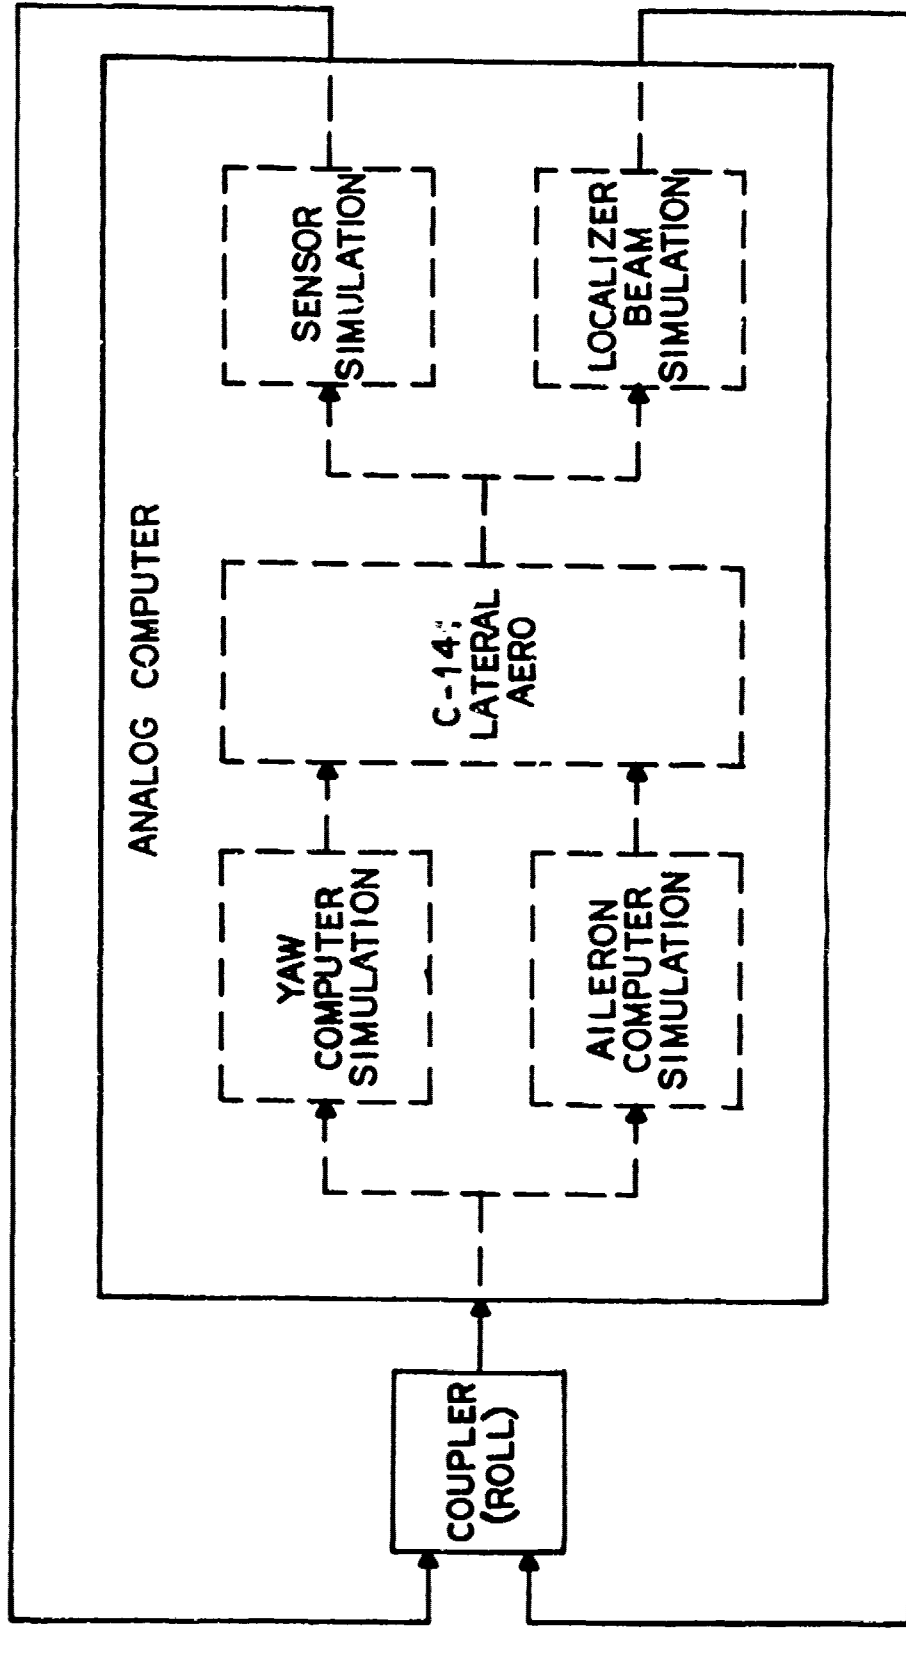 ANALOG COMPUTER
COUPLER
(ROLL)
YAW
COMPUTER
SIMULATION
AILERON
COMPUTER
SIMULATION
LATERAL
AERO
SENSOR
SIMULATION
LOCALIZER
BEAM
SIMULATION